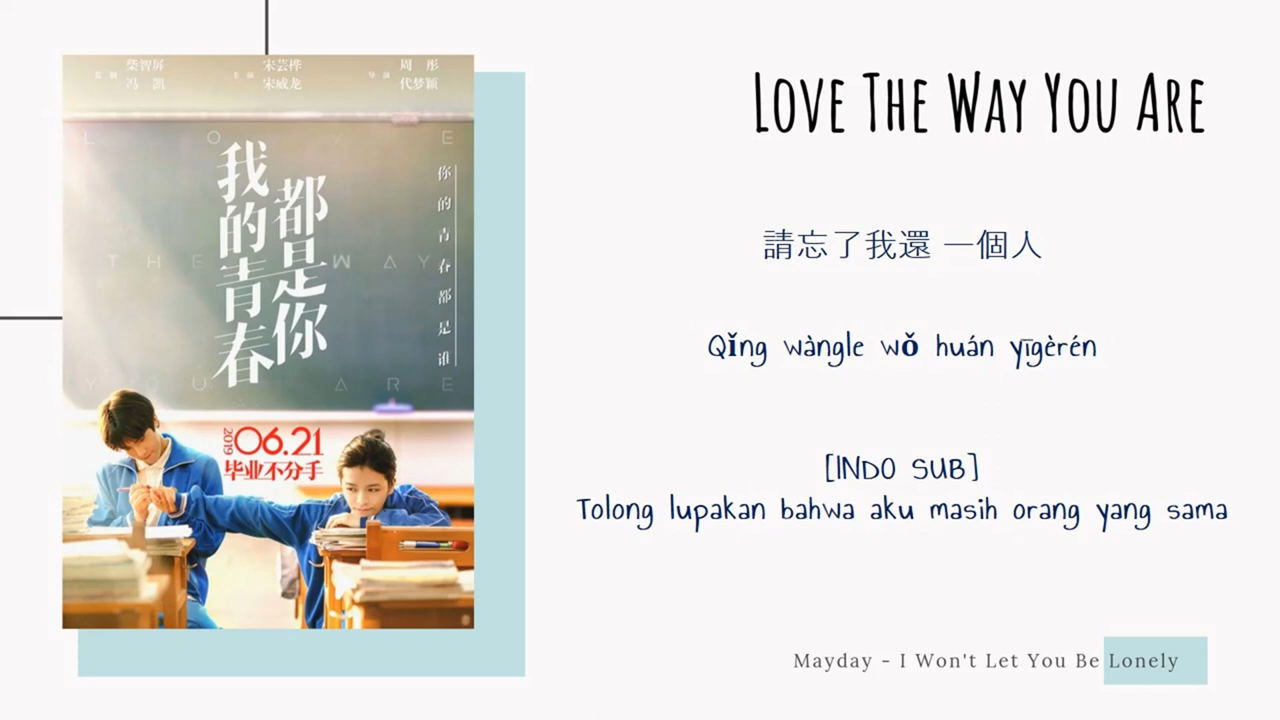 柴智屏 宋芸桦 周彤
冯凯 宋威龙 代梦颖
LOVE
THE WAY
YOU ARE
我的青春
都是你
你的青春都是谁
2019 06.21
毕业不分手
LOVE THE WAY YOU ARE
請忘了我還 一個人
Qǐng wàngle wǒ huán yīgèrén
[INDO SUB]
Tolong lupakan bahwa aku masih orang yang sama
Mayday - I Won't Let You Be Lonely